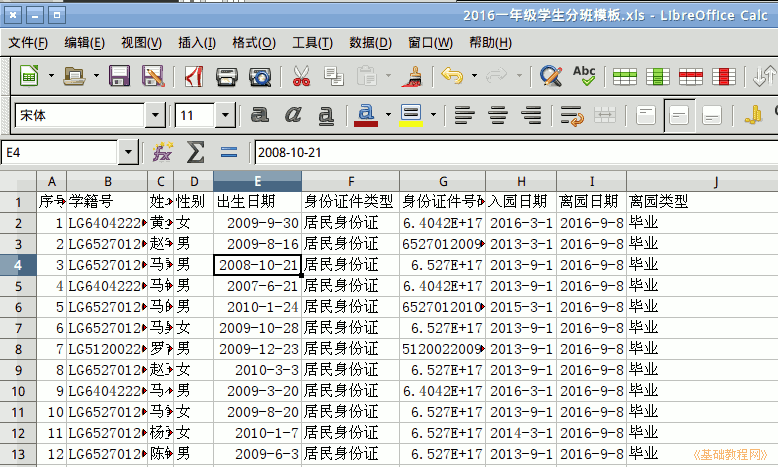 2016一年级学生分班模板.xls - LibreOffice Calc
文件(F) 编辑(E) 视图(V) 插入(I) 格式(O) 工具(T) 数据(D) 窗口(W) 帮助(H)
Abc
宋体 11 a a a a
E4 fx Σ = 2008-10-21
A B C D E F G H I J
1 序号 学籍号 姓 性别 出生日期 身份证件类型 身份证件号码 入园日期 离园日期 离园类型
2 1 LG6404222 黄 女 2009-9-30 居民身份证 6.4042E+17 2016-3-1 2016-9-8 毕业
3 2 LG6527012 赵 男 2009-8-16 居民身份证 6527012009 2013-3-1 2016-9-8 毕业
4 3 LG6527012 马 男 2008-10-21 居民身份证 6.527E+17 2013-9-1 2016-9-8 毕业
5 4 LG6404222 马 男 2007-6-21 居民身份证 6.4042E+17 2013-9-1 2016-9-8 毕业
6 5 LG6527012 马 男 2010-1-24 居民身份证 6527012010 2015-3-1 2016-9-8 毕业
7 6 LG6527012 马 女 2009-10-28 居民身份证 6.527E+17 2013-9-1 2016-9-8 毕业
8 7 LG5120022 罗 男 2009-12-23 居民身份证 5120022009 2013-9-1 2016-9-8 毕业
9 8 LG6527012 赵 女 2010-3-3 居民身份证 6.527E+17 2013-9-1 2016-9-8 毕业
10 9 LG6404222 马 男 2009-3-20 居民身份证 6.4042E+17 2013-9-1 2016-9-8 毕业
11 10 LG6527012 马 女 2009-8-20 居民身份证 6.527E+17 2013-9-1 2016-9-8 毕业
12 11 LG6527012 杨 女 2010-1-7 居民身份证 6.527E+17 2014-3-1 2016-9-8 毕业
13 12 LG6527012 陈 男 2009-6-3 居民身份证 6.527E+17 2013-9-1 2016-9-8 毕业
《基础教程网》